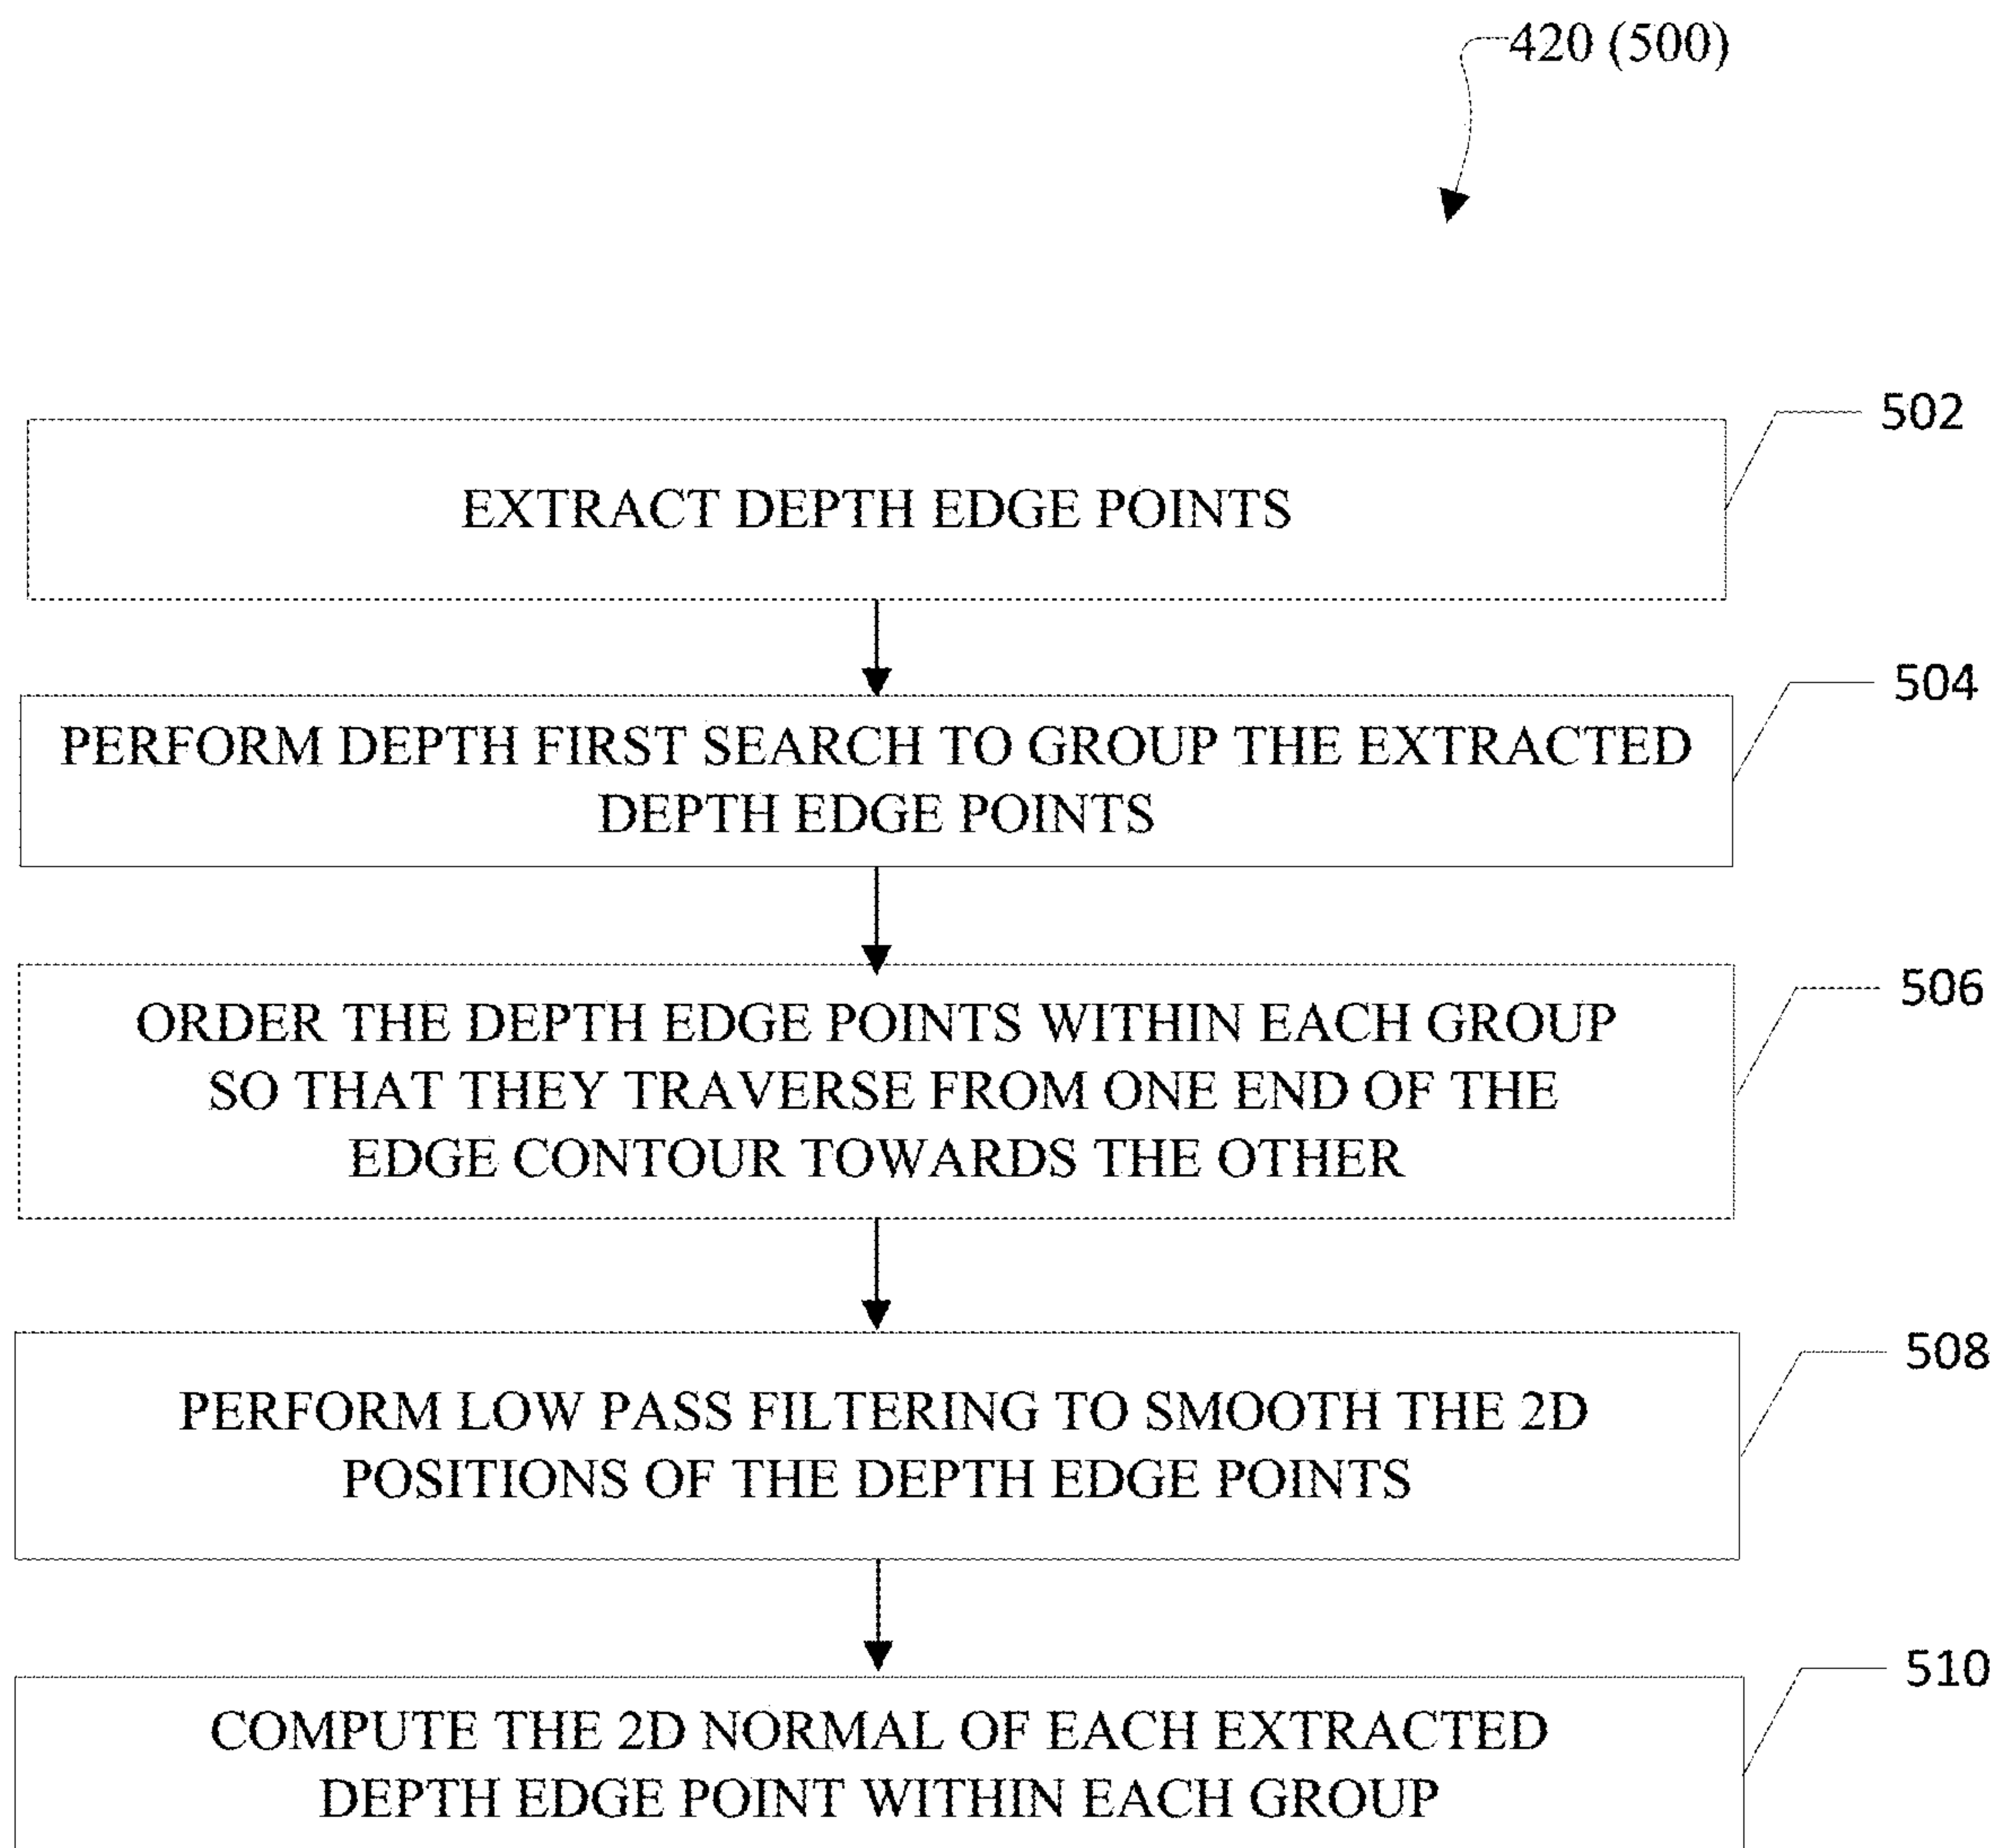 420 (500)
502
EXTRACT DEPTH EDGE POINTS
504
PERFORM DEPTH FIRST SEARCH TO GROUP THE EXTRACTED
DEPTH EDGE POINTS
506
ORDER THE DEPTH EDGE POINTS WITHIN EACH GROUP
SO THAT THEY TRAVERSE FROM ONE END OF THE
EDGE CONTOUR TOWARDS THE OTHER
508
PERFORM LOW PASS FILTERING TO SMOOTH THE 2D
POSITIONS OF THE DEPTH EDGE POINTS
510
COMPUTE THE 2D NORMAL OF EACH EXTRACTED
DEPTH EDGE POINT WITHIN EACH GROUP